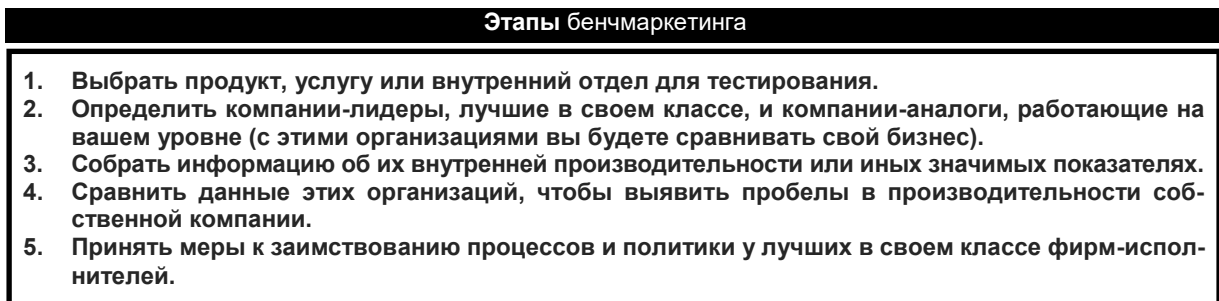 Этапы бенчмаркетинга
1. Выбрать продукт, услугу или внутренний отдел для тестирования.
2. Определить компании-лидеры, лучшие в своем классе, и компании-аналоги, работающие на
вашем уровне (с этими организациями вы будете сравнивать свой бизнес).
3. Собрать информацию об их внутренней производительности или иных значимых показателях.
4. Сравнить данные этих организаций, чтобы выявить пробелы в производительности соб-
ственной компании.
5. Принять меры к заимствованию процессов и политики у лучших в своем классе фирм-испол-
нителей.